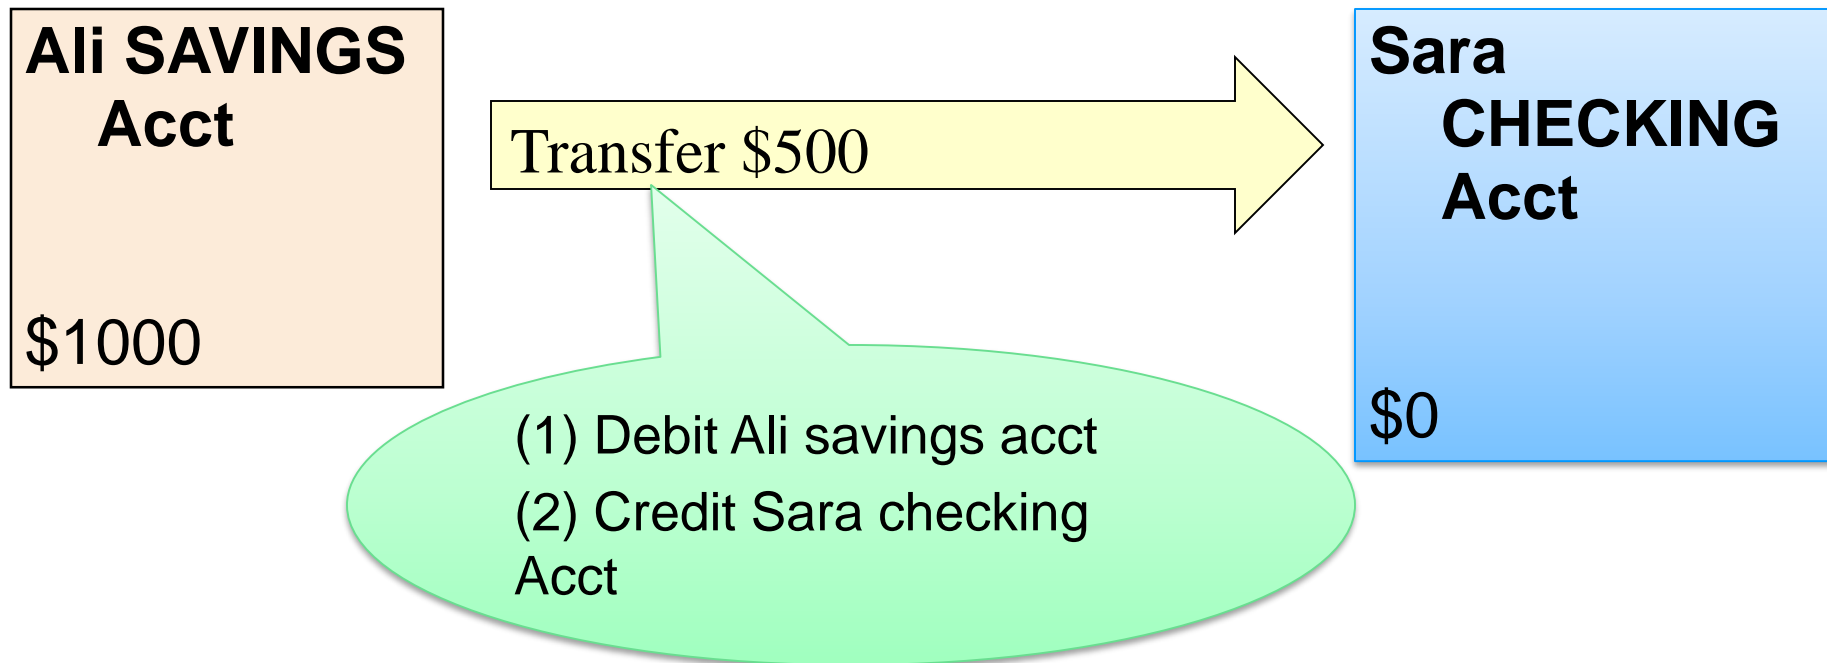 Ali SAVINGS
Acct
$1000
Transfer $500
(1) Debit Ali savings acct
(2) Credit Sara checking
Acct
Sara
CHECKING
Acct
$0